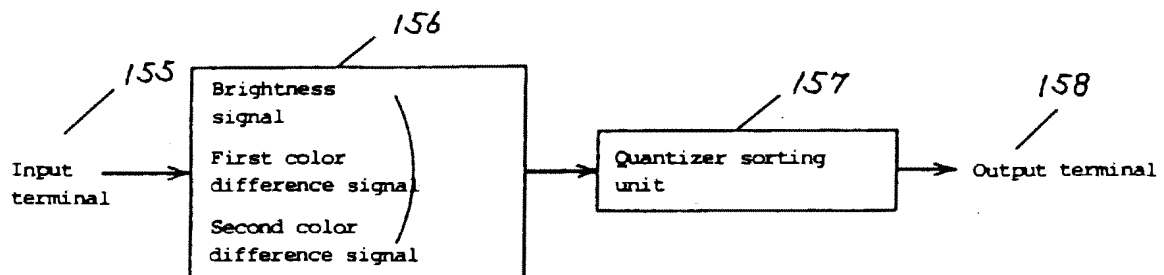 156
155
157
158
Brightness
signal
First color
difference signal
Second color
difference signal
Input
terminal
Quantizer sorting
unit
Output terminal